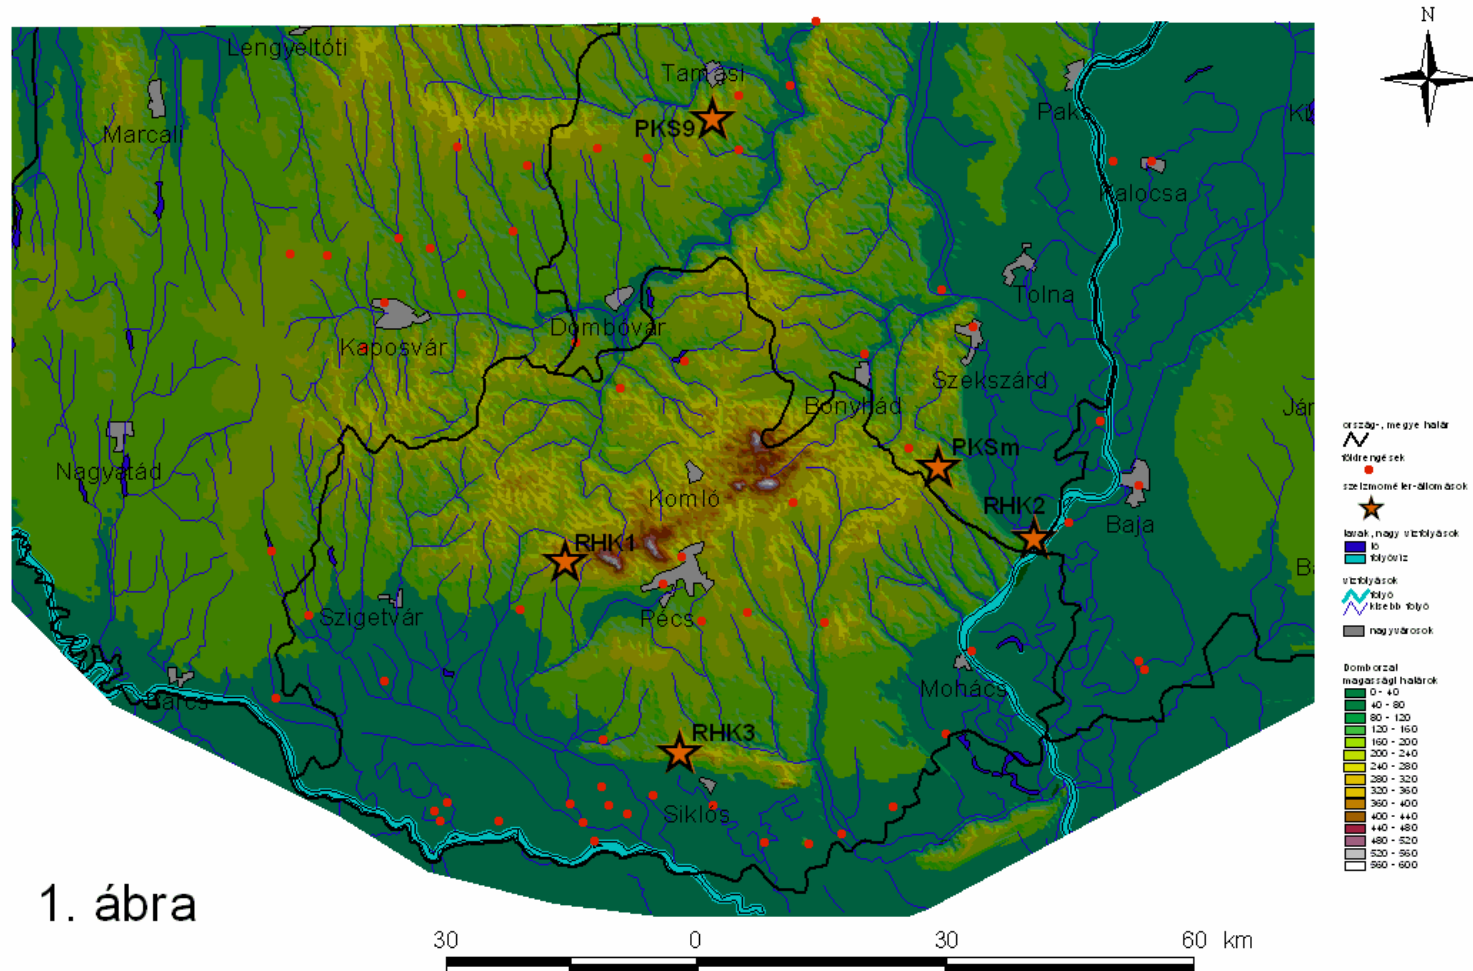 N
Lengyeltóti
Tamási
Marcali
PKS9
Paks
Kalocsa
Tolna
Dombóvár
Kaposvár
Szekszárd
Bonyhád
Jár
Nagyatád
PKSm
Komló
RHK2
Baja
RHK1
Szigetvár
Pécs
Mohács
Barcs
RHK3
Siklós
1. ábra
30 0 30 60 km
ország-, megye határ
földrengések
szeizmométer-állomások
tavak, nagy vízfolyások
tó
folyóvíz
vízfolyások
folyó
kisebb folyó
nagyvárosok
Domborzat
magassági határok
0 - 40
40 - 80
80 - 120
120 - 160
160 - 200
200 - 240
240 - 280
280 - 320
320 - 360
360 - 400
400 - 440
440 - 480
480 - 520
520 - 560
560 - 600